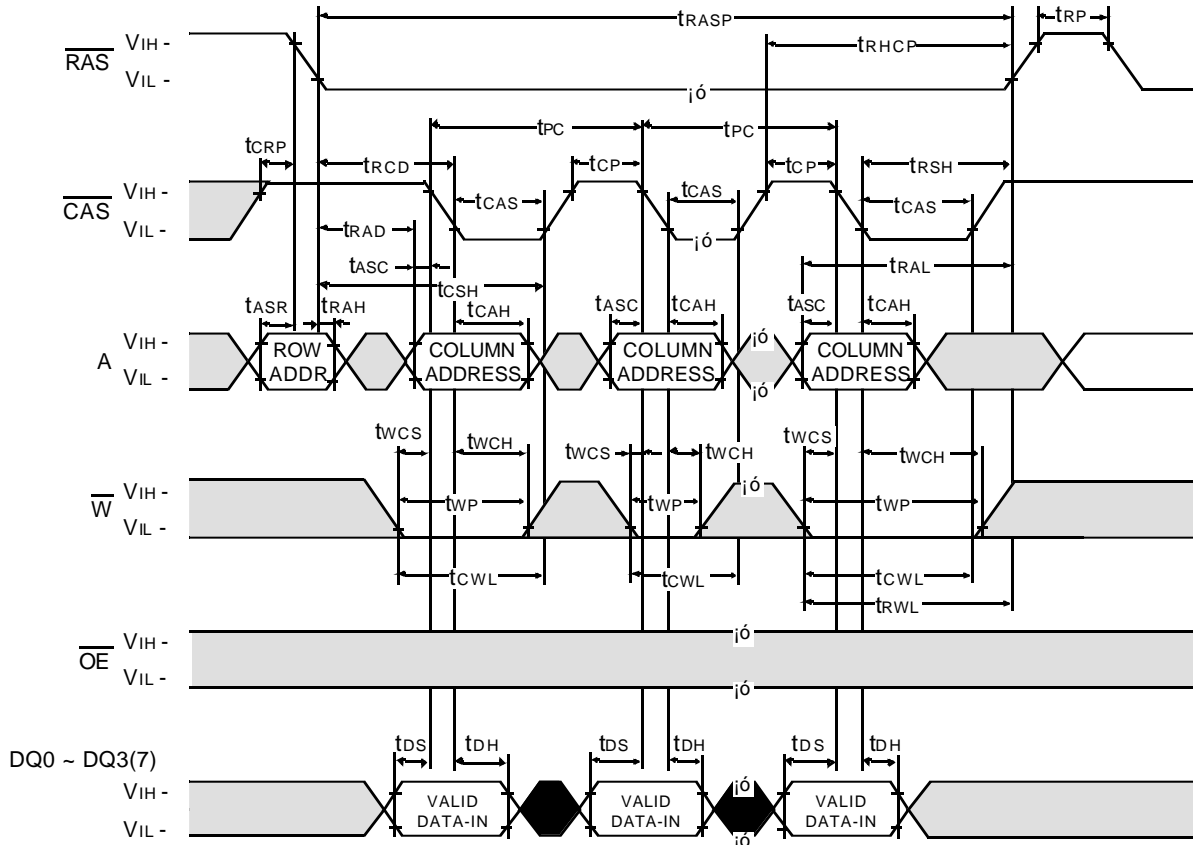 tRASP tRP
RAS VIH - tRHCP
VIL - ¡ó
tPC tPC
tCRP tRCD tCP tCP tRSH
CAS VIH - tCAS tCAS tCAS
VIL - tRAD ¡ó
tASC tCSH tRAL
tASR tRAH tCAH tASC tCAH tASC tCAH
A VIH - ROW COLUMN COLUMN ¡ó COLUMN
VIL - ADDR ADDRESS ADDRESS ¡ó ADDRESS
tWCS tWCH tWCS tWCH tWCS tWCH
W VIH - tWP tWP ¡ó tWP
VIL -
tCWL tCWL tCWL
tRWL
OE VIH - ¡ó
VIL - ¡ó
tDS tDH tDS tDH tDS tDH
DQ0 ~ DQ3(7)
VIH - VALID VALID ¡ó VALID
VIL - DATA-IN DATA-IN ¡ó DATA-IN